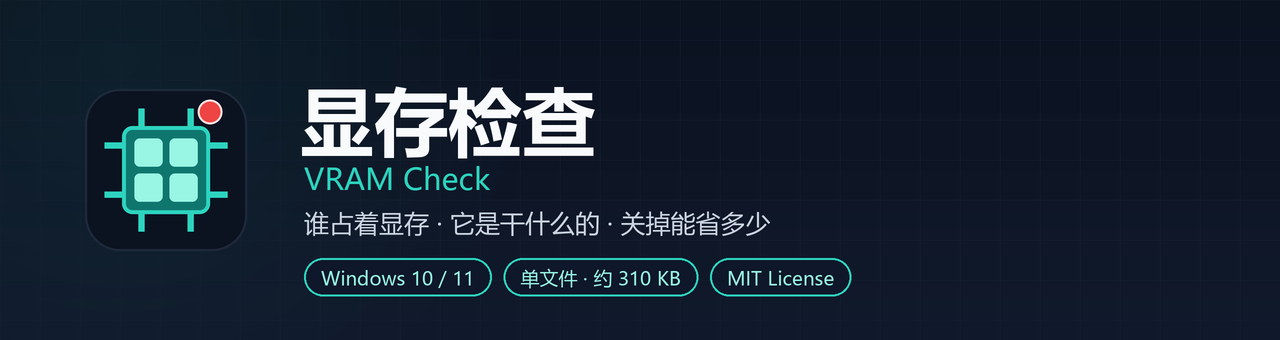 显存检查
VRAM Check
谁占着显存 · 它是干什么的 · 关掉能省多少
Windows 10 / 11
单文件 · 约 310 KB
MIT License